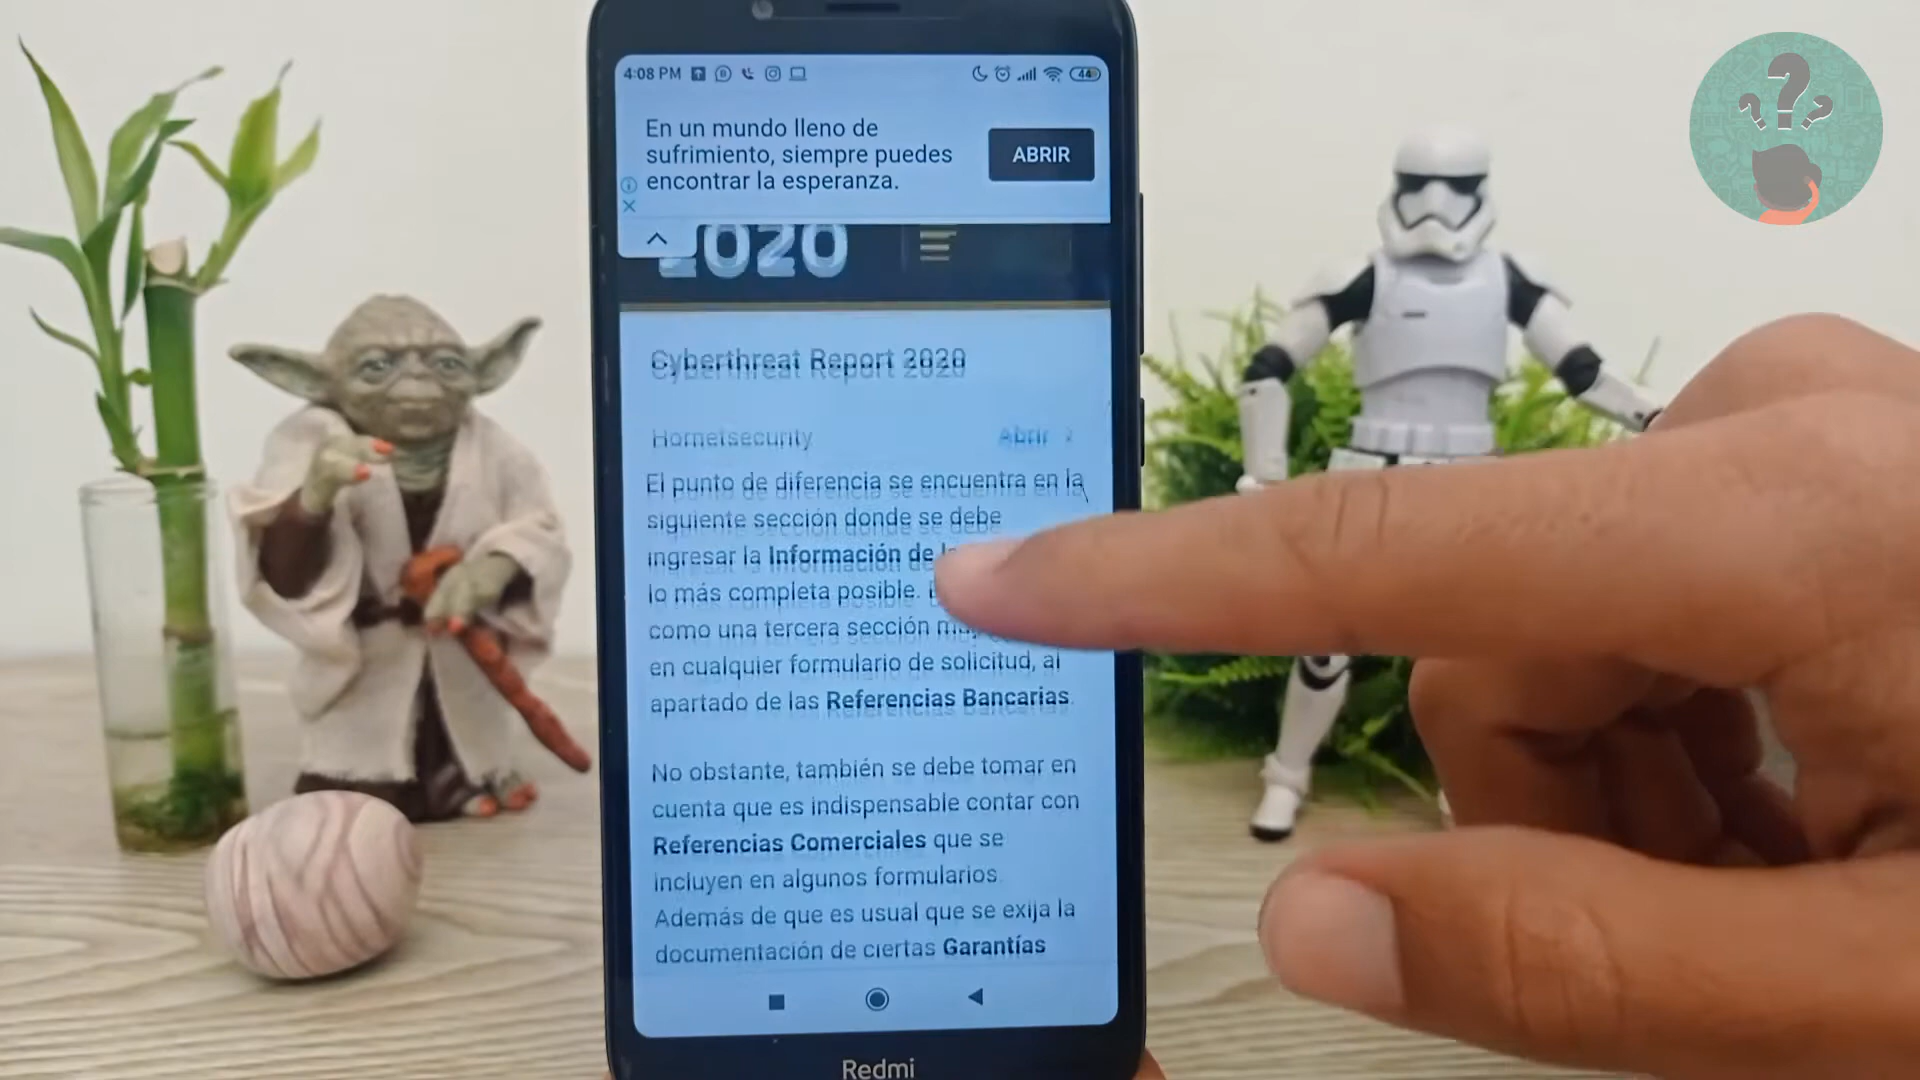 4:08 PM
44
En un mundo lleno de
sufrimiento, siempre puedes
encontrar la esperanza.
ABRIR
2020
Cyberthreat Report 2020
Hornetsecurity
Abrir
El punto de diferencia se encuentra en la
siguiente sección donde se debe
ingresar la Información de
lo más completa posible.
como una tercera sección
en cualquier formulario de solicitud, al
apartado de las Referencias Bancarias.
No obstante, también se debe tomar en
cuenta que es indispensable contar con
Referencias Comerciales que se
incluyen en algunos formularios.
Además de que es usual que se exija la
documentación de ciertas Garantías
Redmi